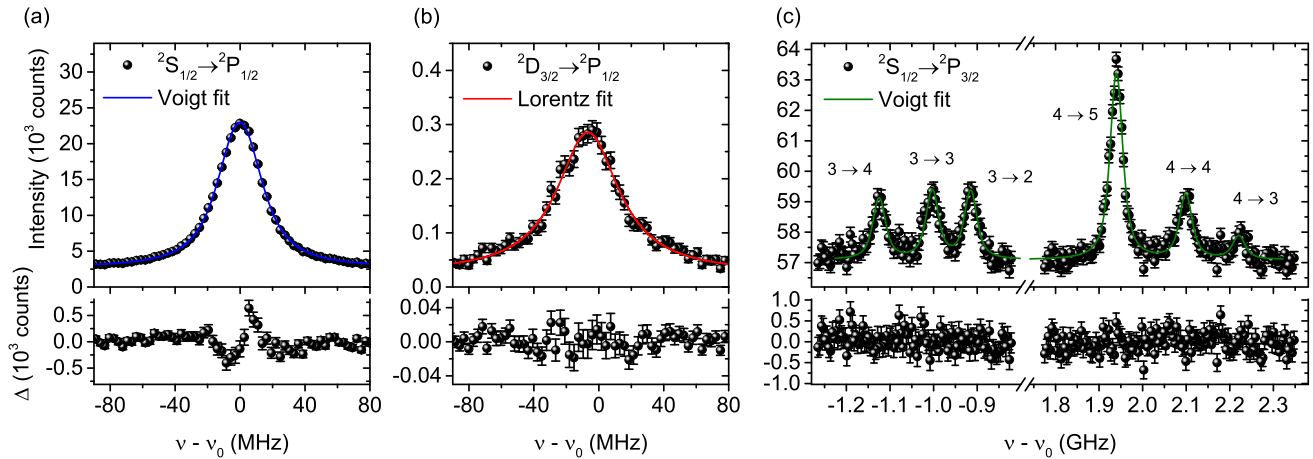 (a)
(b)
(c)
Intensity (10³ counts)
Δ (10³ counts)
30
25
20
15
10
5
0
²S₁/₂→²P₁/₂
Voigt fit
0.5
0.0
-0.5
-80 -40 0 40 80
ν - ν₀ (MHz)
0.4
0.3
0.2
0.1
0.0
²D₃/₂→²P₁/₂
Lorentz fit
0.04
0.00
-0.04
-80 -40 0 40 80
ν - ν₀ (MHz)
64
63
62
61
60
59
58
57
²S₁/₂→²P₃/₂
Voigt fit
4 → 5
3 → 4
3 → 3
3 → 2
4 → 4
4 → 3
1.0
0.5
0.0
-0.5
-1.0
-1.2 -1.1 -1.0 -0.9 1.8 1.9 2.0 2.1 2.2 2.3
ν - ν₀ (GHz)